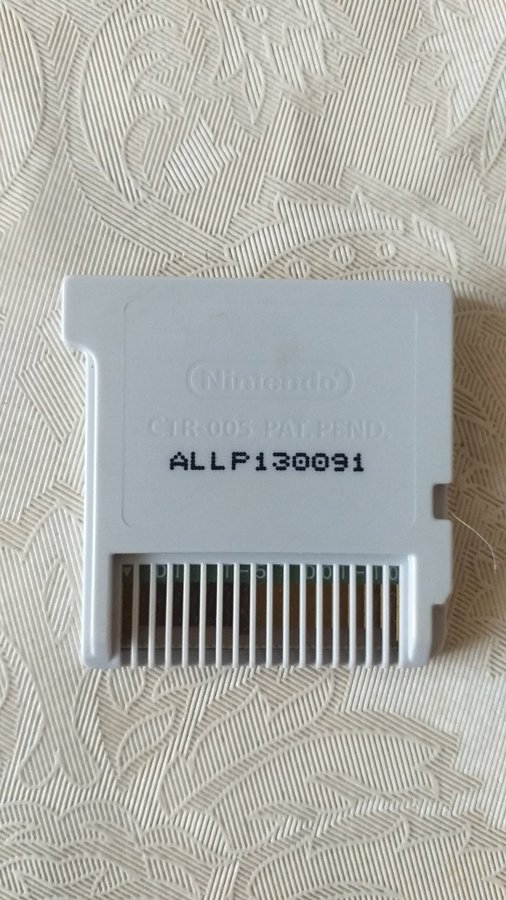 Nintendo
CTR-005 PAT.PEND.
ALLP130091